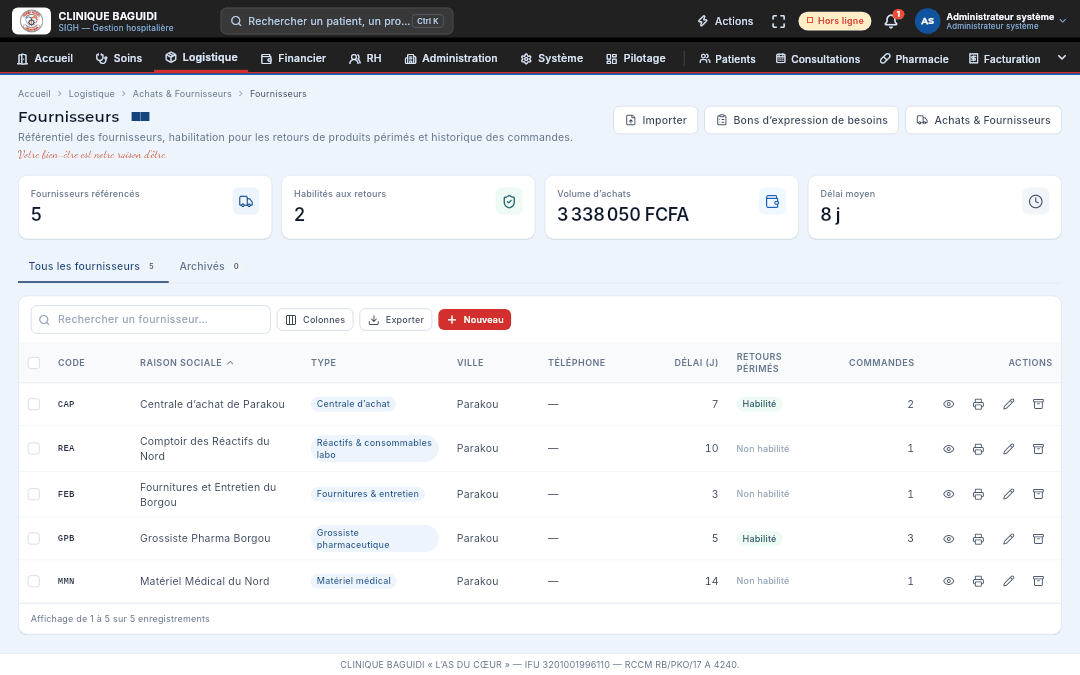 CLINIQUE BAGUIDI
SIGH — Gestion hospitalière
Rechercher un patient, un pro... Ctrl K
Actions
Hors ligne
1
AS
Administrateur système
Administrateur système
Accueil Soins Logistique Financier RH Administration Système Pilotage Patients Consultations Pharmacie Facturation
Accueil > Logistique > Achats & Fournisseurs > Fournisseurs
Fournisseurs
Référentiel des fournisseurs, habilitation pour les retours de produits périmés et historique des commandes.
Votre bien-être est notre raison d'être.
Importer
Bons d'expression de besoins
Achats & Fournisseurs
Fournisseurs référencés
5
Habilités aux retours
2
Volume d'achats
3 338 050 FCFA
Délai moyen
8 j
Tous les fournisseurs 5 Archivés 0
Rechercher un fournisseur...
Colonnes
Exporter
Nouveau
CODE RAISON SOCIALE TYPE VILLE TÉLÉPHONE DÉLAI (J) RETOURS PÉRIMÉS COMMANDES ACTIONS
CAP Centrale d'achat de Parakou Centrale d'achat Parakou — 7 Habilité 2
REA Comptoir des Réactifs du Nord Réactifs & consommables labo Parakou — 10 Non habilité 1
FEB Fournitures et Entretien du Borgou Fournitures & entretien Parakou — 3 Non habilité 1
GPB Grossiste Pharma Borgou Grossiste pharmaceutique Parakou — 5 Habilité 3
MMN Matériel Médical du Nord Matériel médical Parakou — 14 Non habilité 1
Affichage de 1 à 5 sur 5 enregistrements
CLINIQUE BAGUIDI « L'AS DU CŒUR » — IFU 3201001996110 — RCCM RB/PKO/17 A 4240.